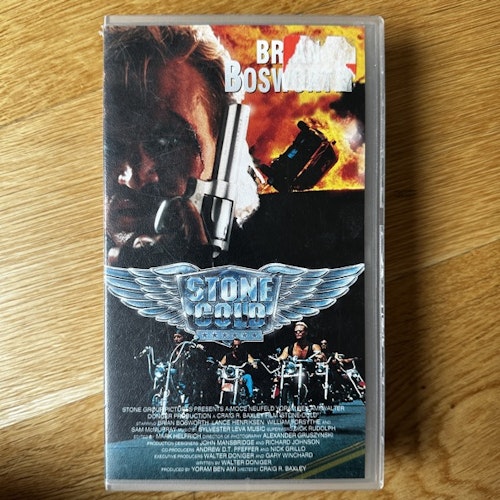 BRIAN
BOSWORTH
STONE
COLD
STONE GROUP PICTURES PRESENTS A MOCE NEUFELD YORAM BEN AMI WALTER
DONIGER PRODUCTION A CRAIG R. BAXLEY FILM "STONE COLD"
STARRING BRIAN BOSWORTH LANCE HENRIKSEN WILLIAM FORSYTHE AND
SAM McMURRAY MUSIC BY SYLVESTER LEVAY MUSIC SUPERVISOR DICK RUDOLPH
EDITED BY MARK HELFRICH DIRECTOR OF PHOTOGRAPHY ALEXANDER GRUSZYNSKI
PRODUCTION DESIGNERS JOHN MANSBRIDGE AND RICHARD JOHNSON
CO PRODUCERS ANDREW D.T. PFEFFER AND NICK GRILLO
EXECUTIVE PRODUCERS WALTER DONIGER AND GARY WINCHARD
WRITTEN BY WALTER DONIGER
PRODUCED BY YORAM BEN AMI DIRECTED BY CRAIG R. BAXLEY